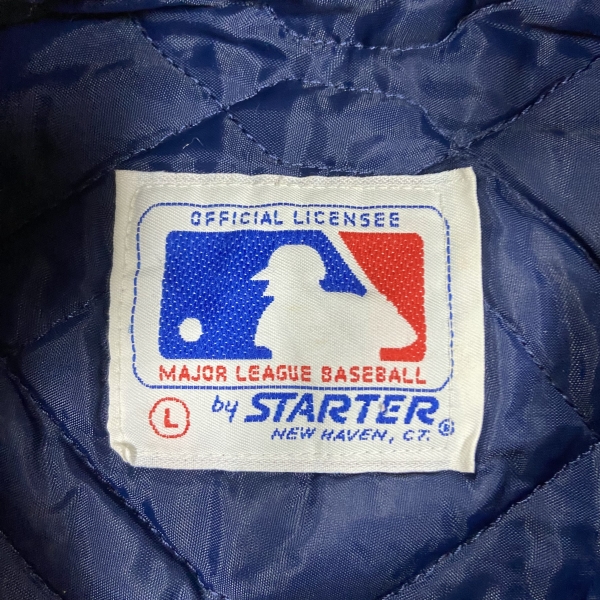 OFFICIAL LICENSEE
MAJOR LEAGUE BASEBALL
L by STARTER®
NEW HAVEN, CT.